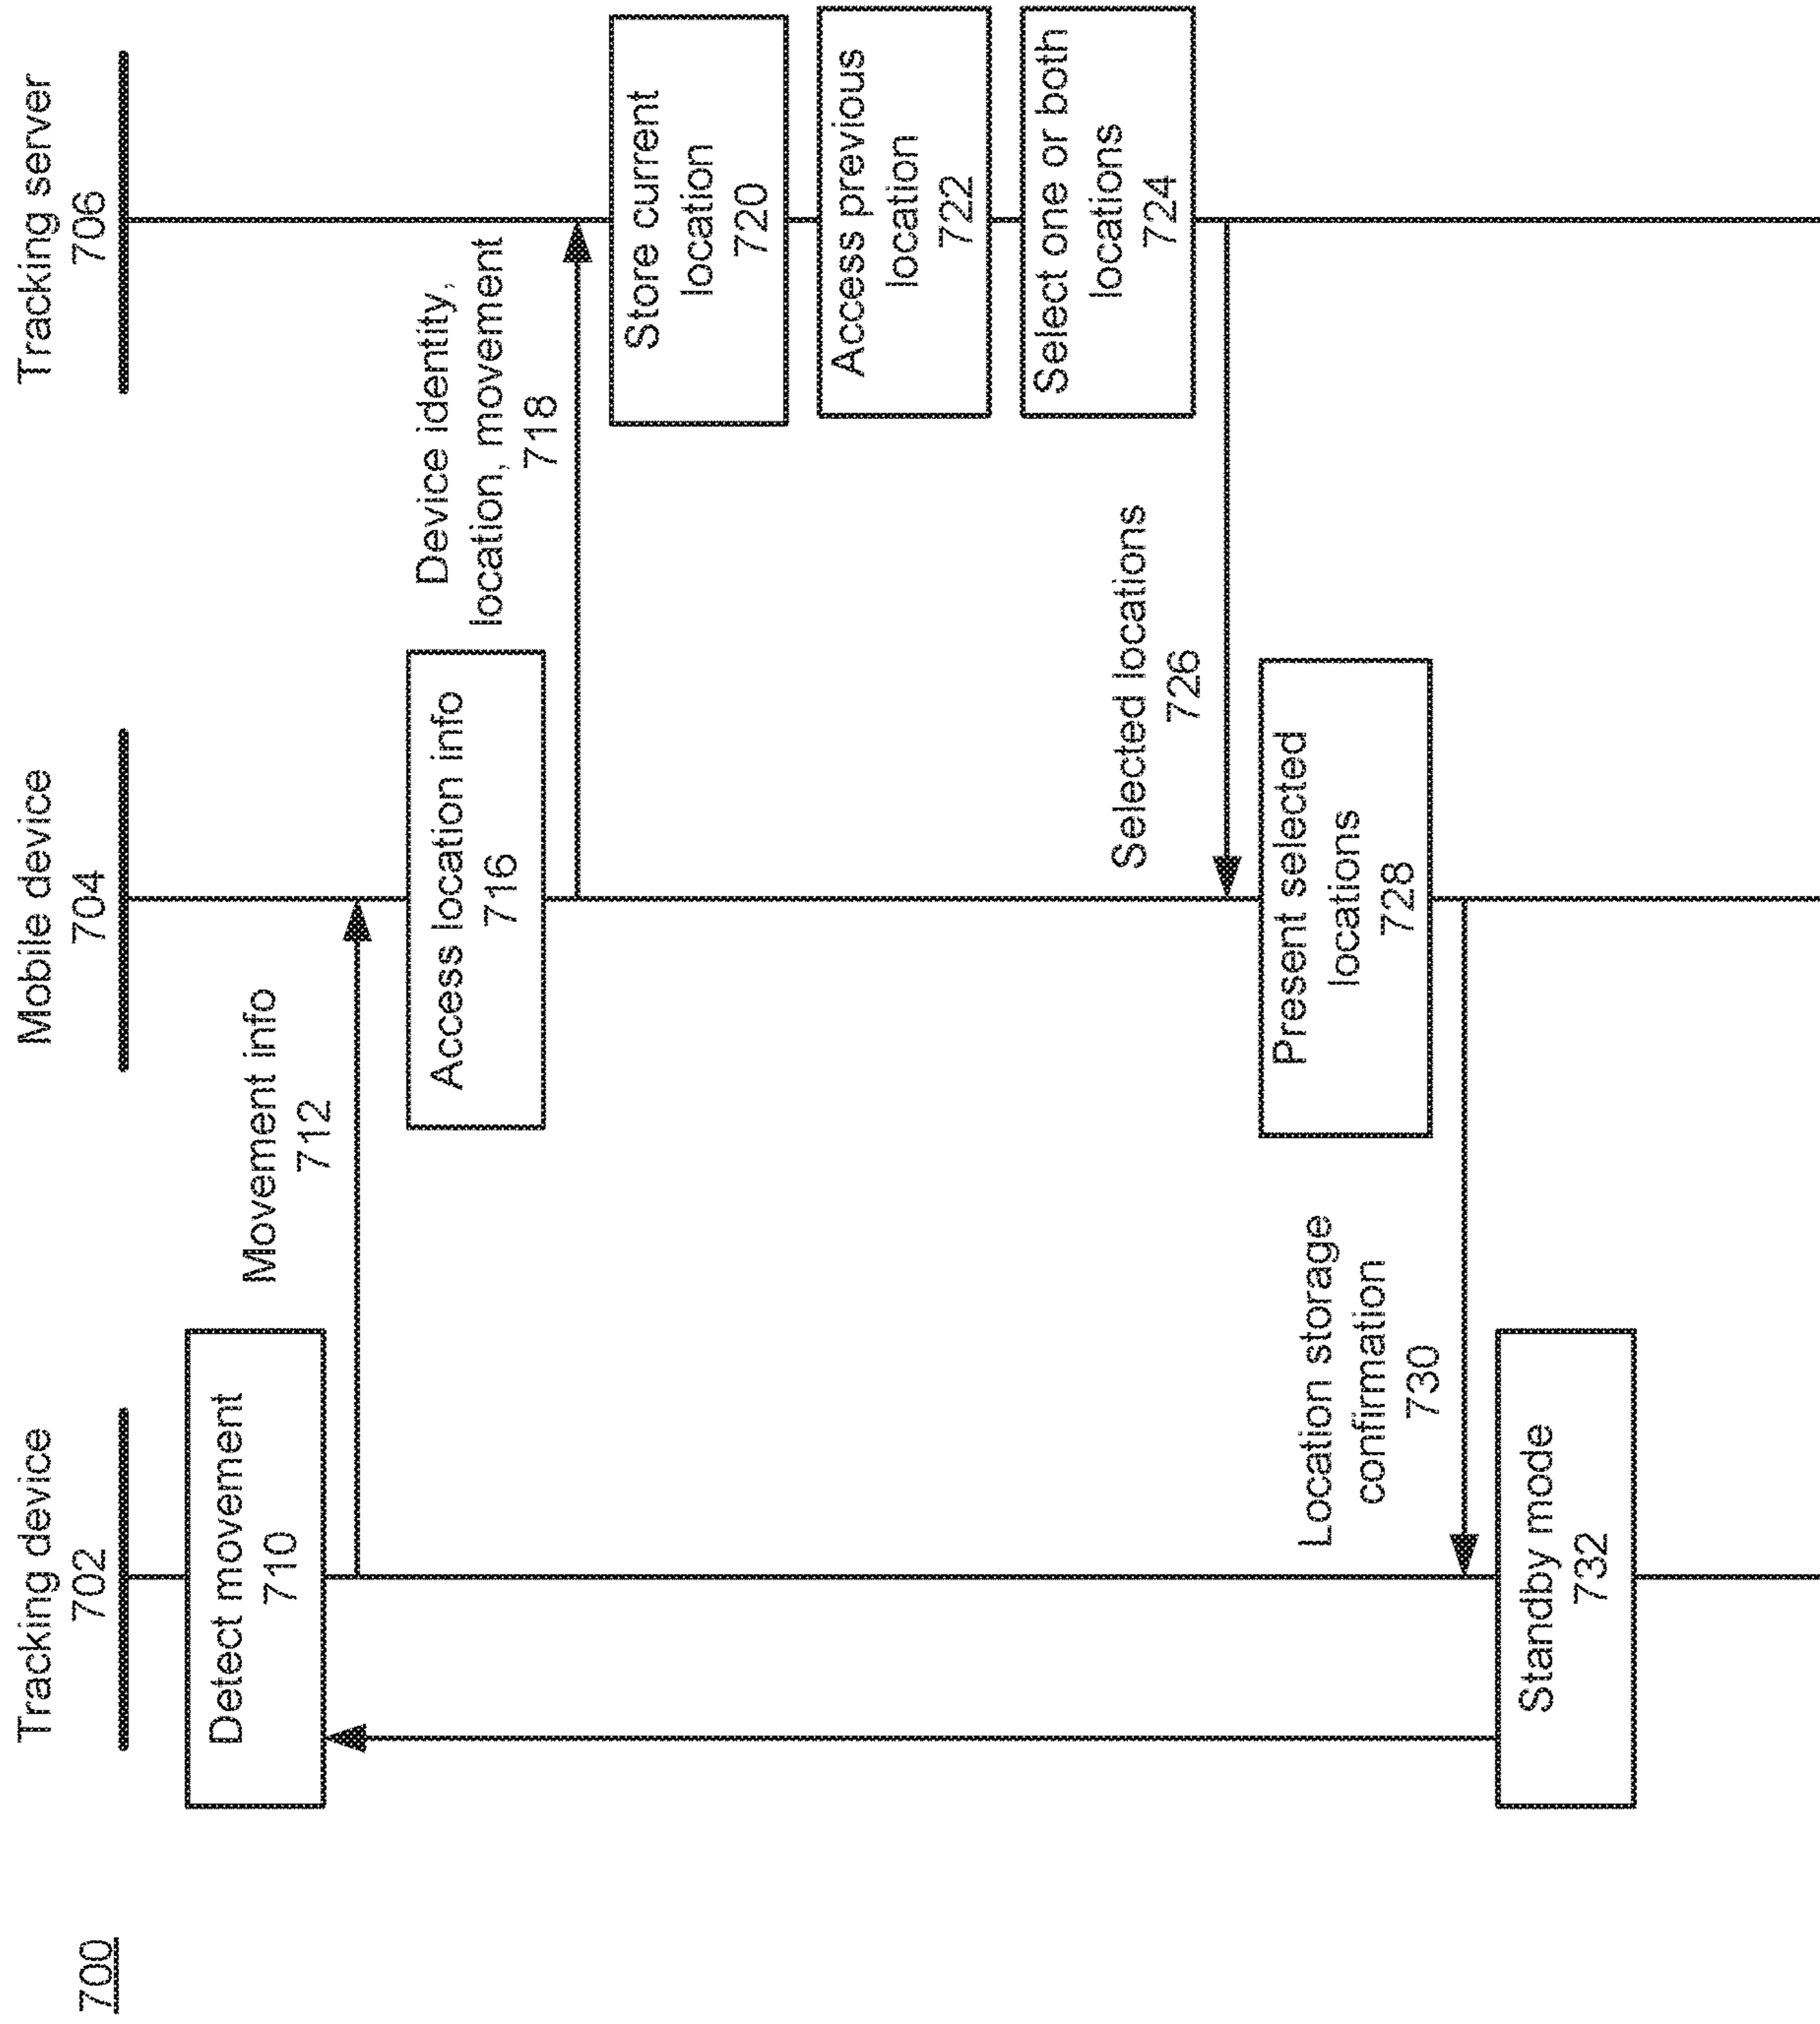 700
Tracking device
702
Mobile device
704
Tracking server
706
Detect movement
710
Movement info
712
Access location info
716
Device identity,
location, movement
718
Store current
location
720
Access previous
location
722
Select one or both
locations
724
Selected locations
726
Present selected
locations
728
Location storage
confirmation
730
Standby mode
732